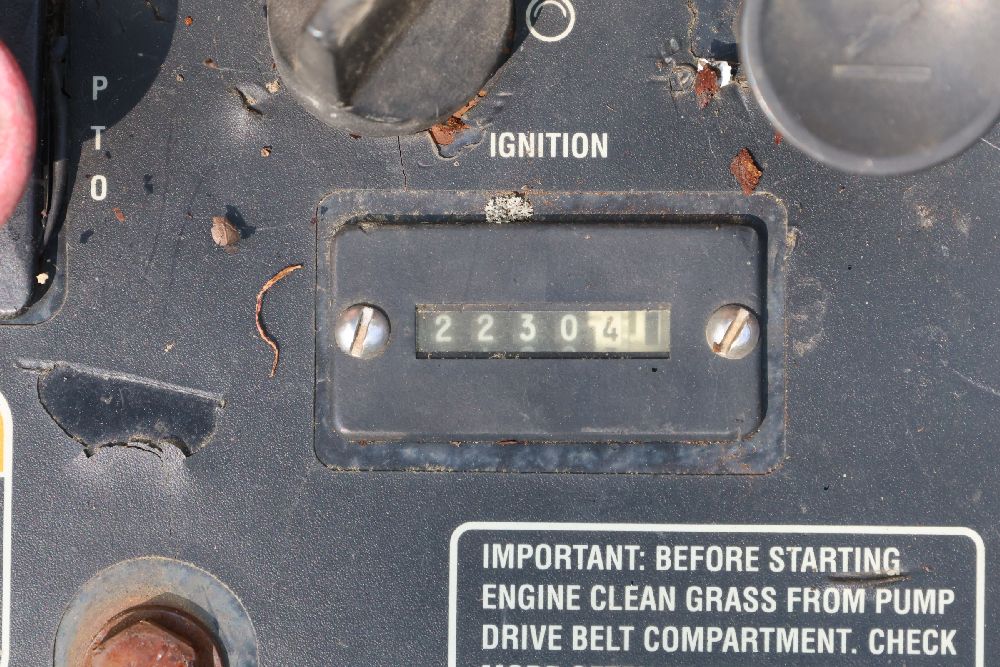 PTO
IGNITION
22304
IMPORTANT: BEFORE STARTING
ENGINE CLEAN GRASS FROM PUMP
DRIVE BELT COMPARTMENT. CHECK